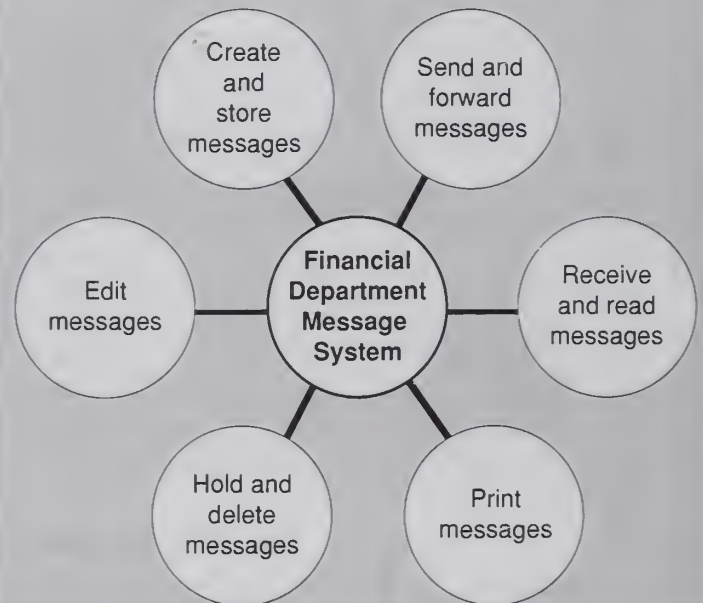 Create
and
store
messages
Send and
forward
messages
Edit
messages
Financial
Department
Message
System
Receive
and read
messages
Hold and
delete
messages
Print
messages